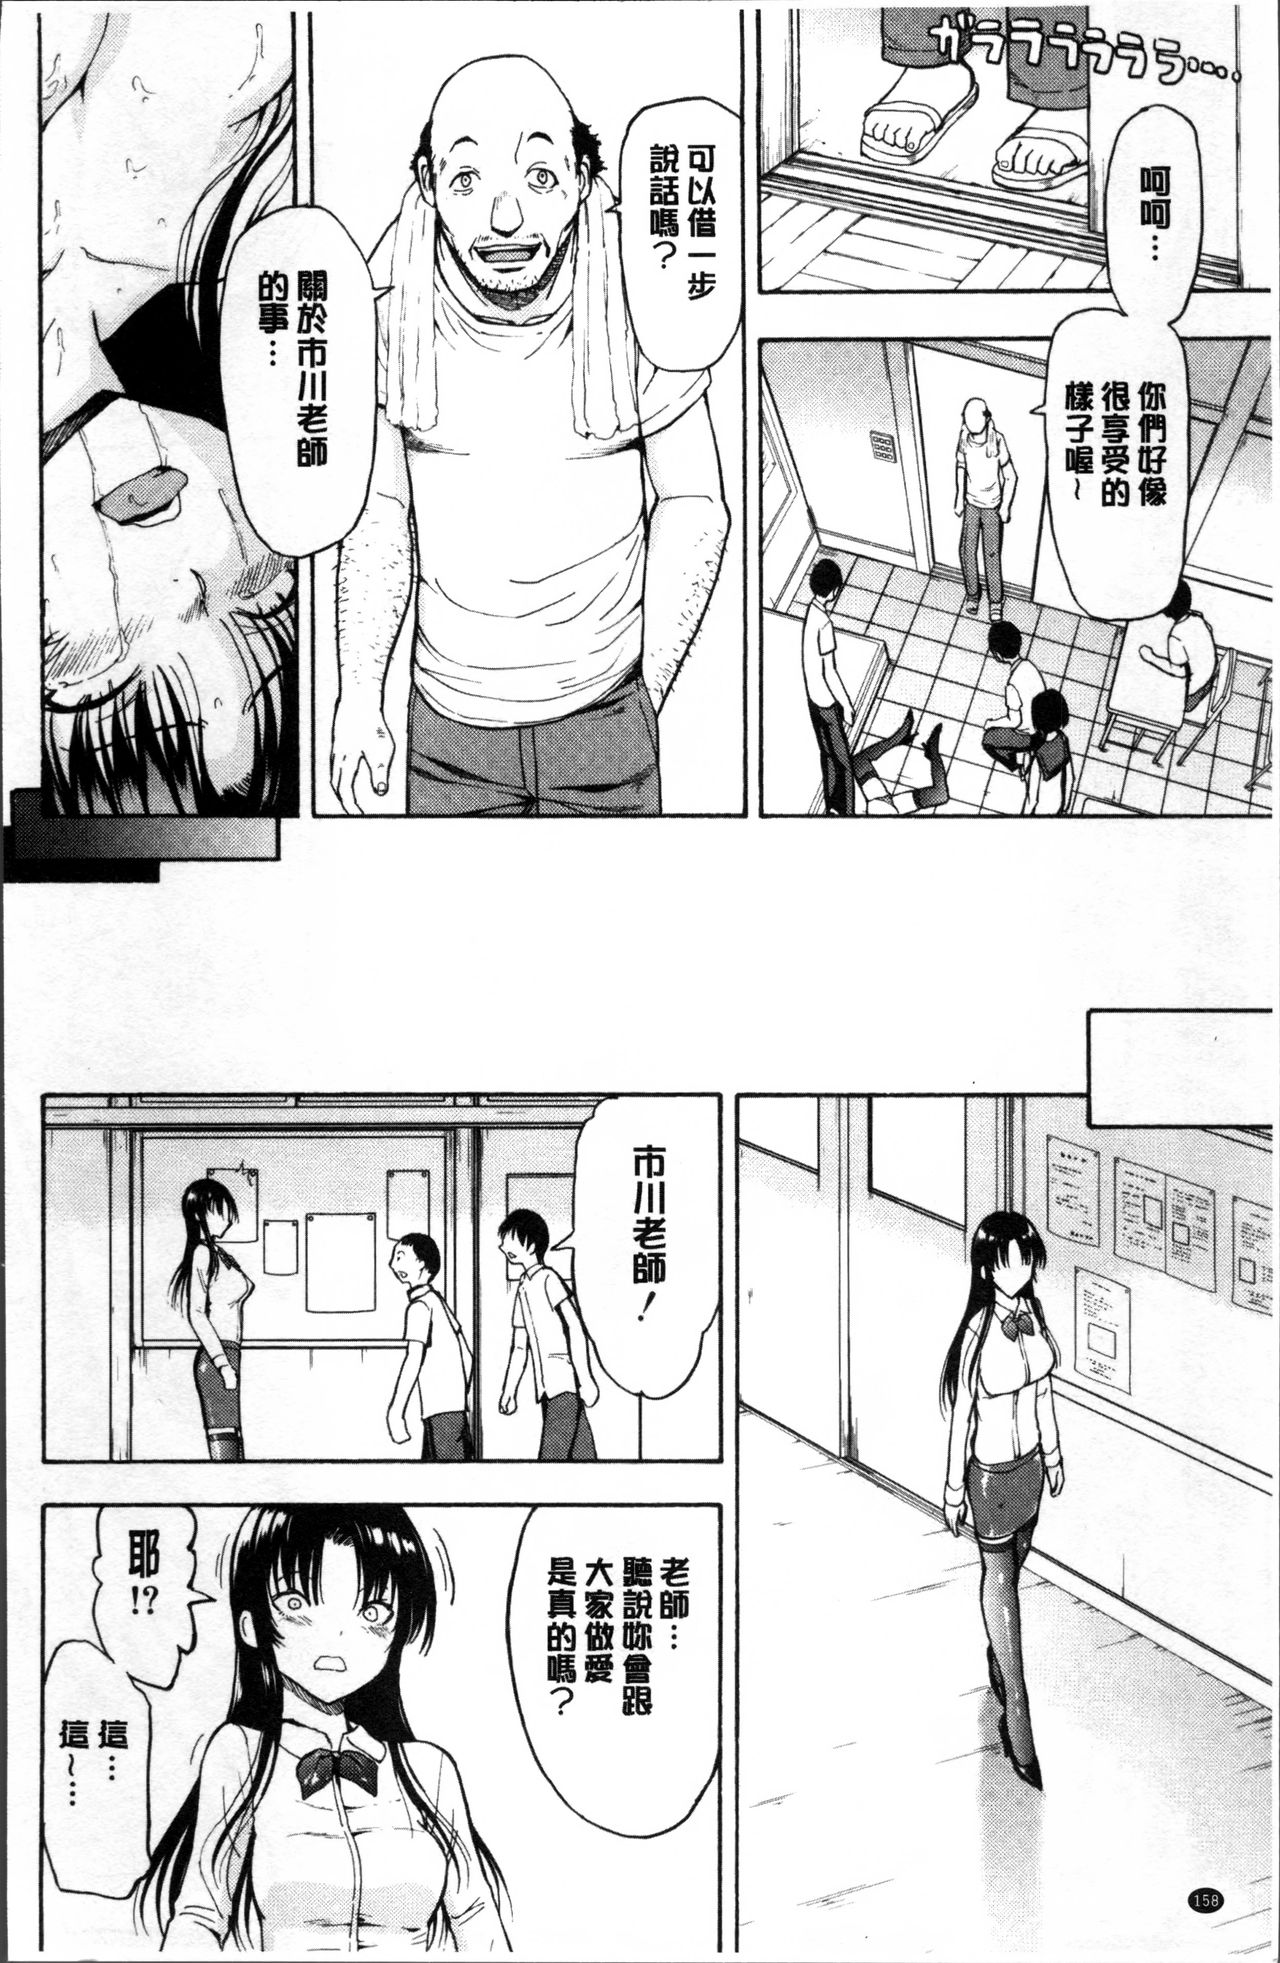 ガラララララ....
呵呵…
你們好像
很享受的
樣子喔~
可以借一步
說話嗎?
關於市川老師
的事…
市川老師!
老師…
聽說妳會跟
大家做愛
是真的嗎?
耶!?
這…
這~…
158